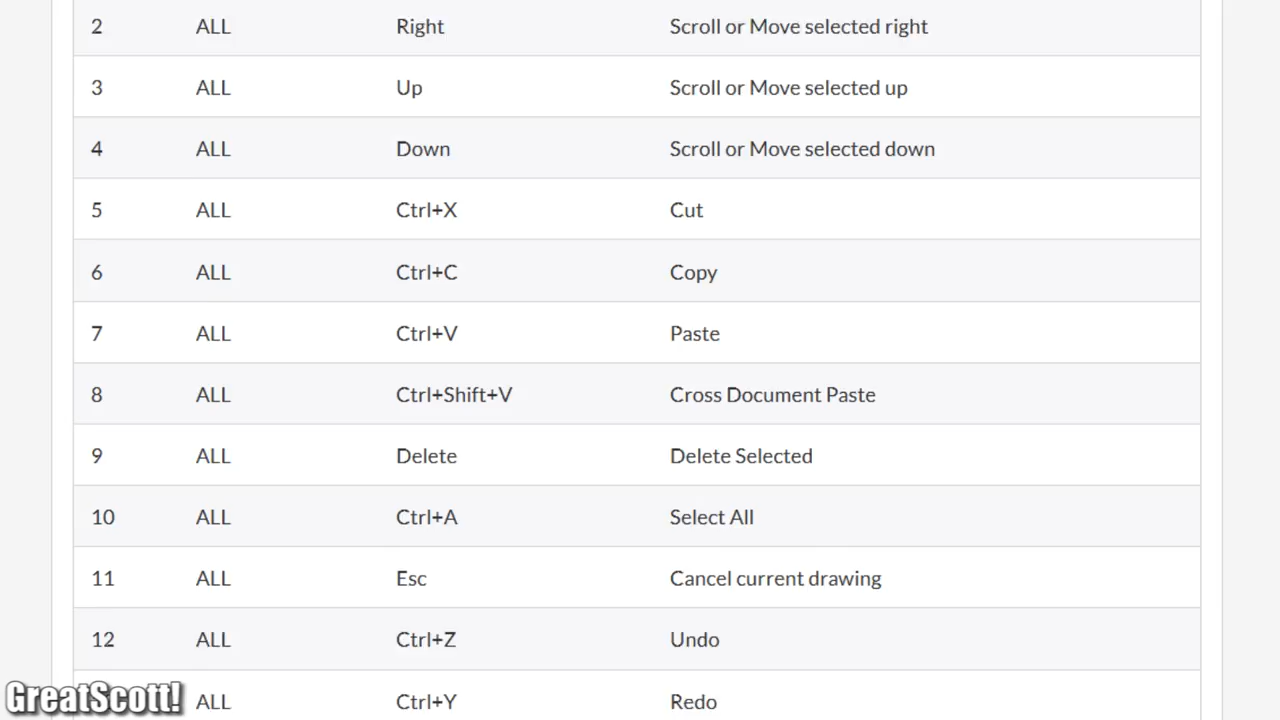 2 ALL Right Scroll or Move selected right
3 ALL Up Scroll or Move selected up
4 ALL Down Scroll or Move selected down
5 ALL Ctrl+X Cut
6 ALL Ctrl+C Copy
7 ALL Ctrl+V Paste
8 ALL Ctrl+Shift+V Cross Document Paste
9 ALL Delete Delete Selected
10 ALL Ctrl+A Select All
11 ALL Esc Cancel current drawing
12 ALL Ctrl+Z Undo
GreatScott! ALL Ctrl+Y Redo